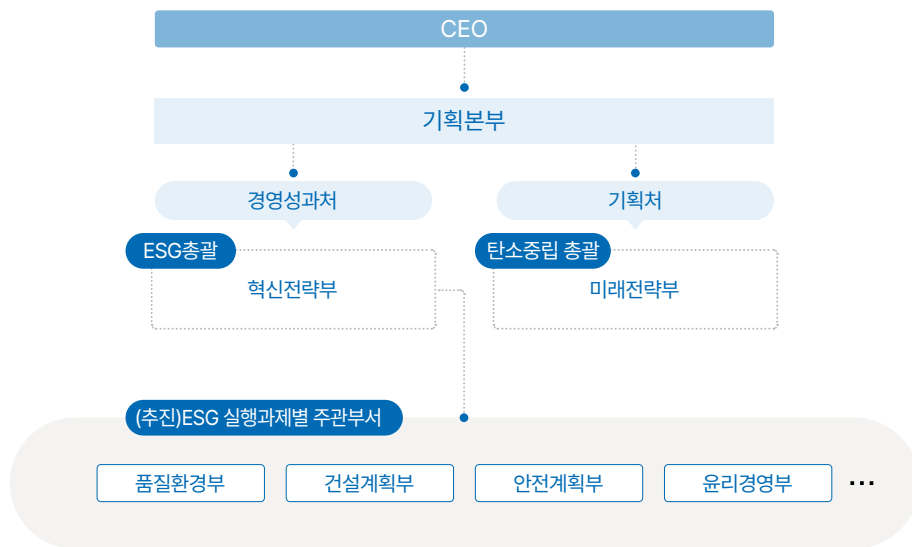 CEO
기획본부
경영성과처
기획처
ESG총괄
탄소중립 총괄
혁신전략부
미래전략부
(추진)ESG 실행과제별 주관부서
품질환경부
건설계획부
안전계획부
윤리경영부
…